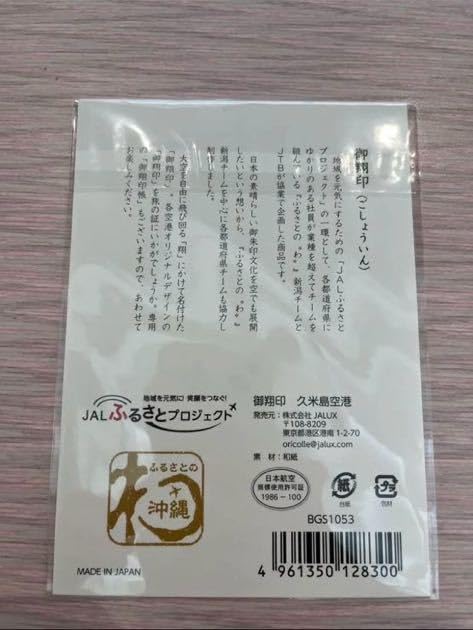 御翔印(ごしょういん)
地域を元気にするための「JALふるさと
プロジェクト」の一環として、各都道府県に
ゆかりのある社員が業種を超えてチームを
組んでいる『ふるさとの〝わ〟』新潟チームと
JTBが協業で企画した商品です。
日本の素晴らしい御朱印文化を空でも展開
したいという想いから、『ふるさとの〝わ〟』
新潟チームを中心に各都道府県チームも協力し
制作しました。
大空を自由に飛び回る「翔」にかけて名付けた
「御翔印」。各空港オリジナルデザインの
「御翔印」を旅の証にいかがでしょうか。専用
の「御翔印帳」もございますので、あわせて
お楽しみください。
地域を元気に!笑顔をつなぐ!
JALふるさとプロジェクト
ふるさとの
わ
沖縄
御翔印 久米島空港
発売元:株式会社 JALUX
〒108-8209
東京都港区港南 1-2-70
oricolle@jalux.com
素 材:和紙
日本航空
商標使用許可証
1986-100
紙
台紙
プラ
包材
BGS1053
4 961350 128300
MADE IN JAPAN